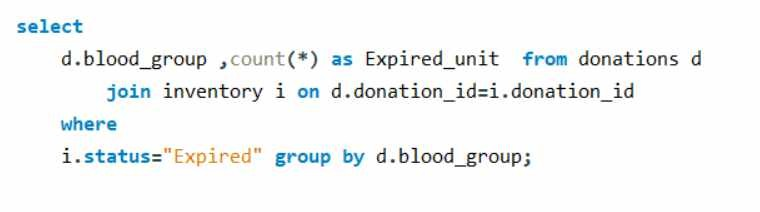 select
d.blood_group ,count(*) as Expired_unit  from donations d
join inventory i on d.donation_id=i.donation_id
where
i.status="Expired" group by d.blood_group;